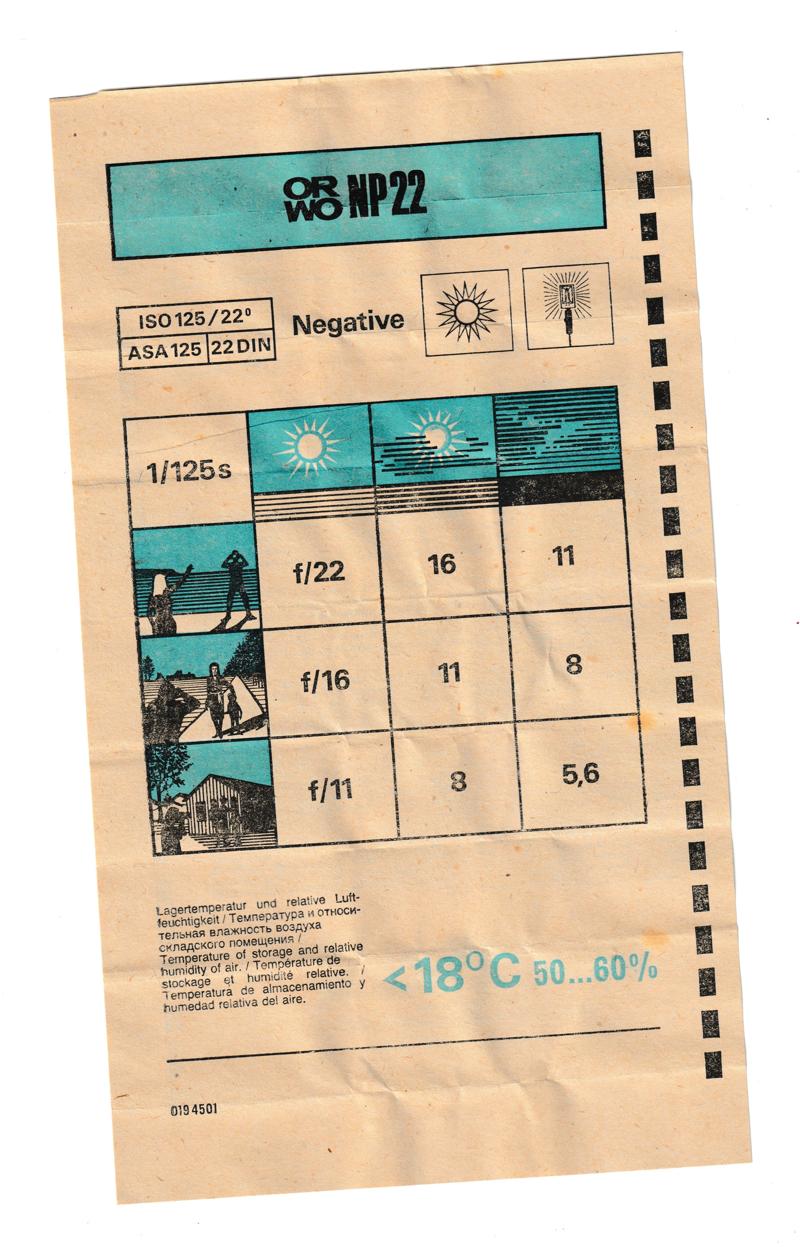 OR
WO NP22
ISO 125/22°
ASA 125 22 DIN
Negative
1/125 s
f/22 16 11
f/16 11 8
f/11 8 5,6
Lagertemperatur und relative Luft-
feuchtigkeit / Температура и относи-
тельная влажность воздуха
складского помещения /
Temperature of storage and relative
humidity of air. / Température de
stockage et humidité relative. /
Temperatura de almacenamiento y
humedad relativa del aire.
<18°C 50...60%
0194501